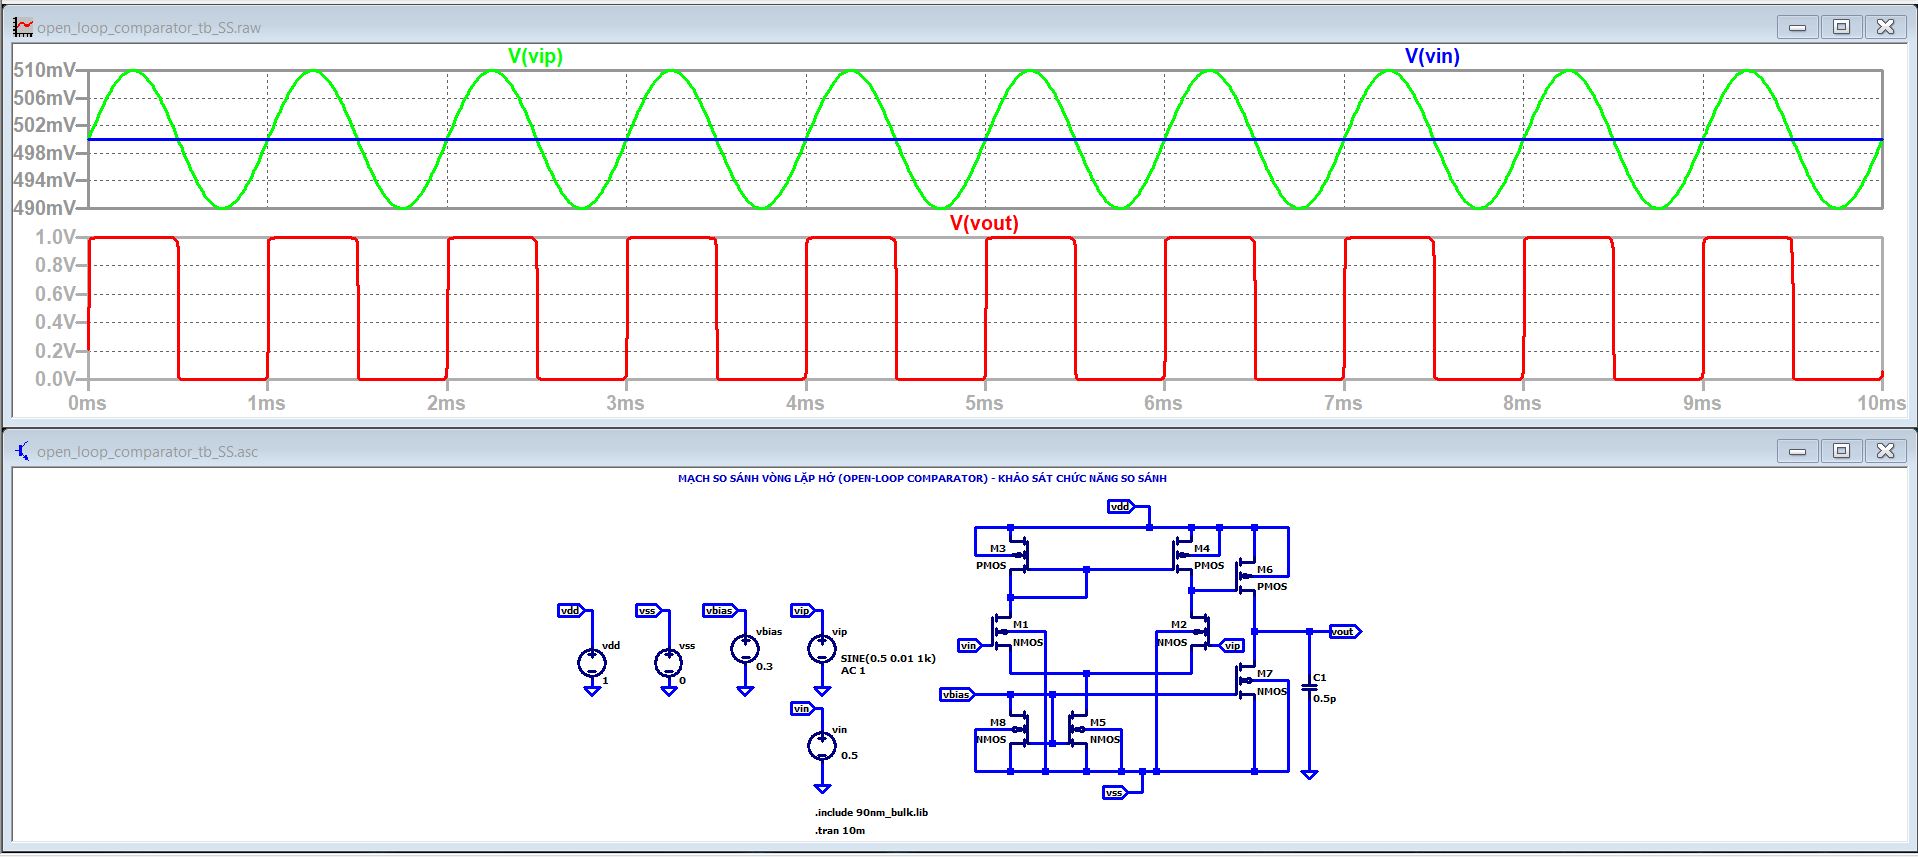 open_loop_comparator_tb_SS.raw
V(vip)
V(vin)
510mV
506mV
502mV
498mV
494mV
490mV
V(vout)
1.0V
0.8V
0.6V
0.4V
0.2V
0.0V
0ms 1ms 2ms 3ms 4ms 5ms 6ms 7ms 8ms 9ms 10ms
open_loop_comparator_tb_SS.asc
MẠCH SO SÁNH VÒNG LẶP HỞ (OPEN-LOOP COMPARATOR) - KHẢO SÁT CHỨC NĂNG SO SÁNH
vdd
vdd
1
vss
vss
0
vbias
vbias
0.3
vip
vip
SINE(0.5 0.01 1k)
AC 1
vin
vin
0.5
.include 90nm_bulk.lib
.tran 10m
vdd
M3
PMOS
M4
PMOS
M6
PMOS
M1
NMOS
vin
M2
NMOS
vip
vout
M7
NMOS
C1
0.5p
vbias
M8
NMOS
M5
NMOS
vss